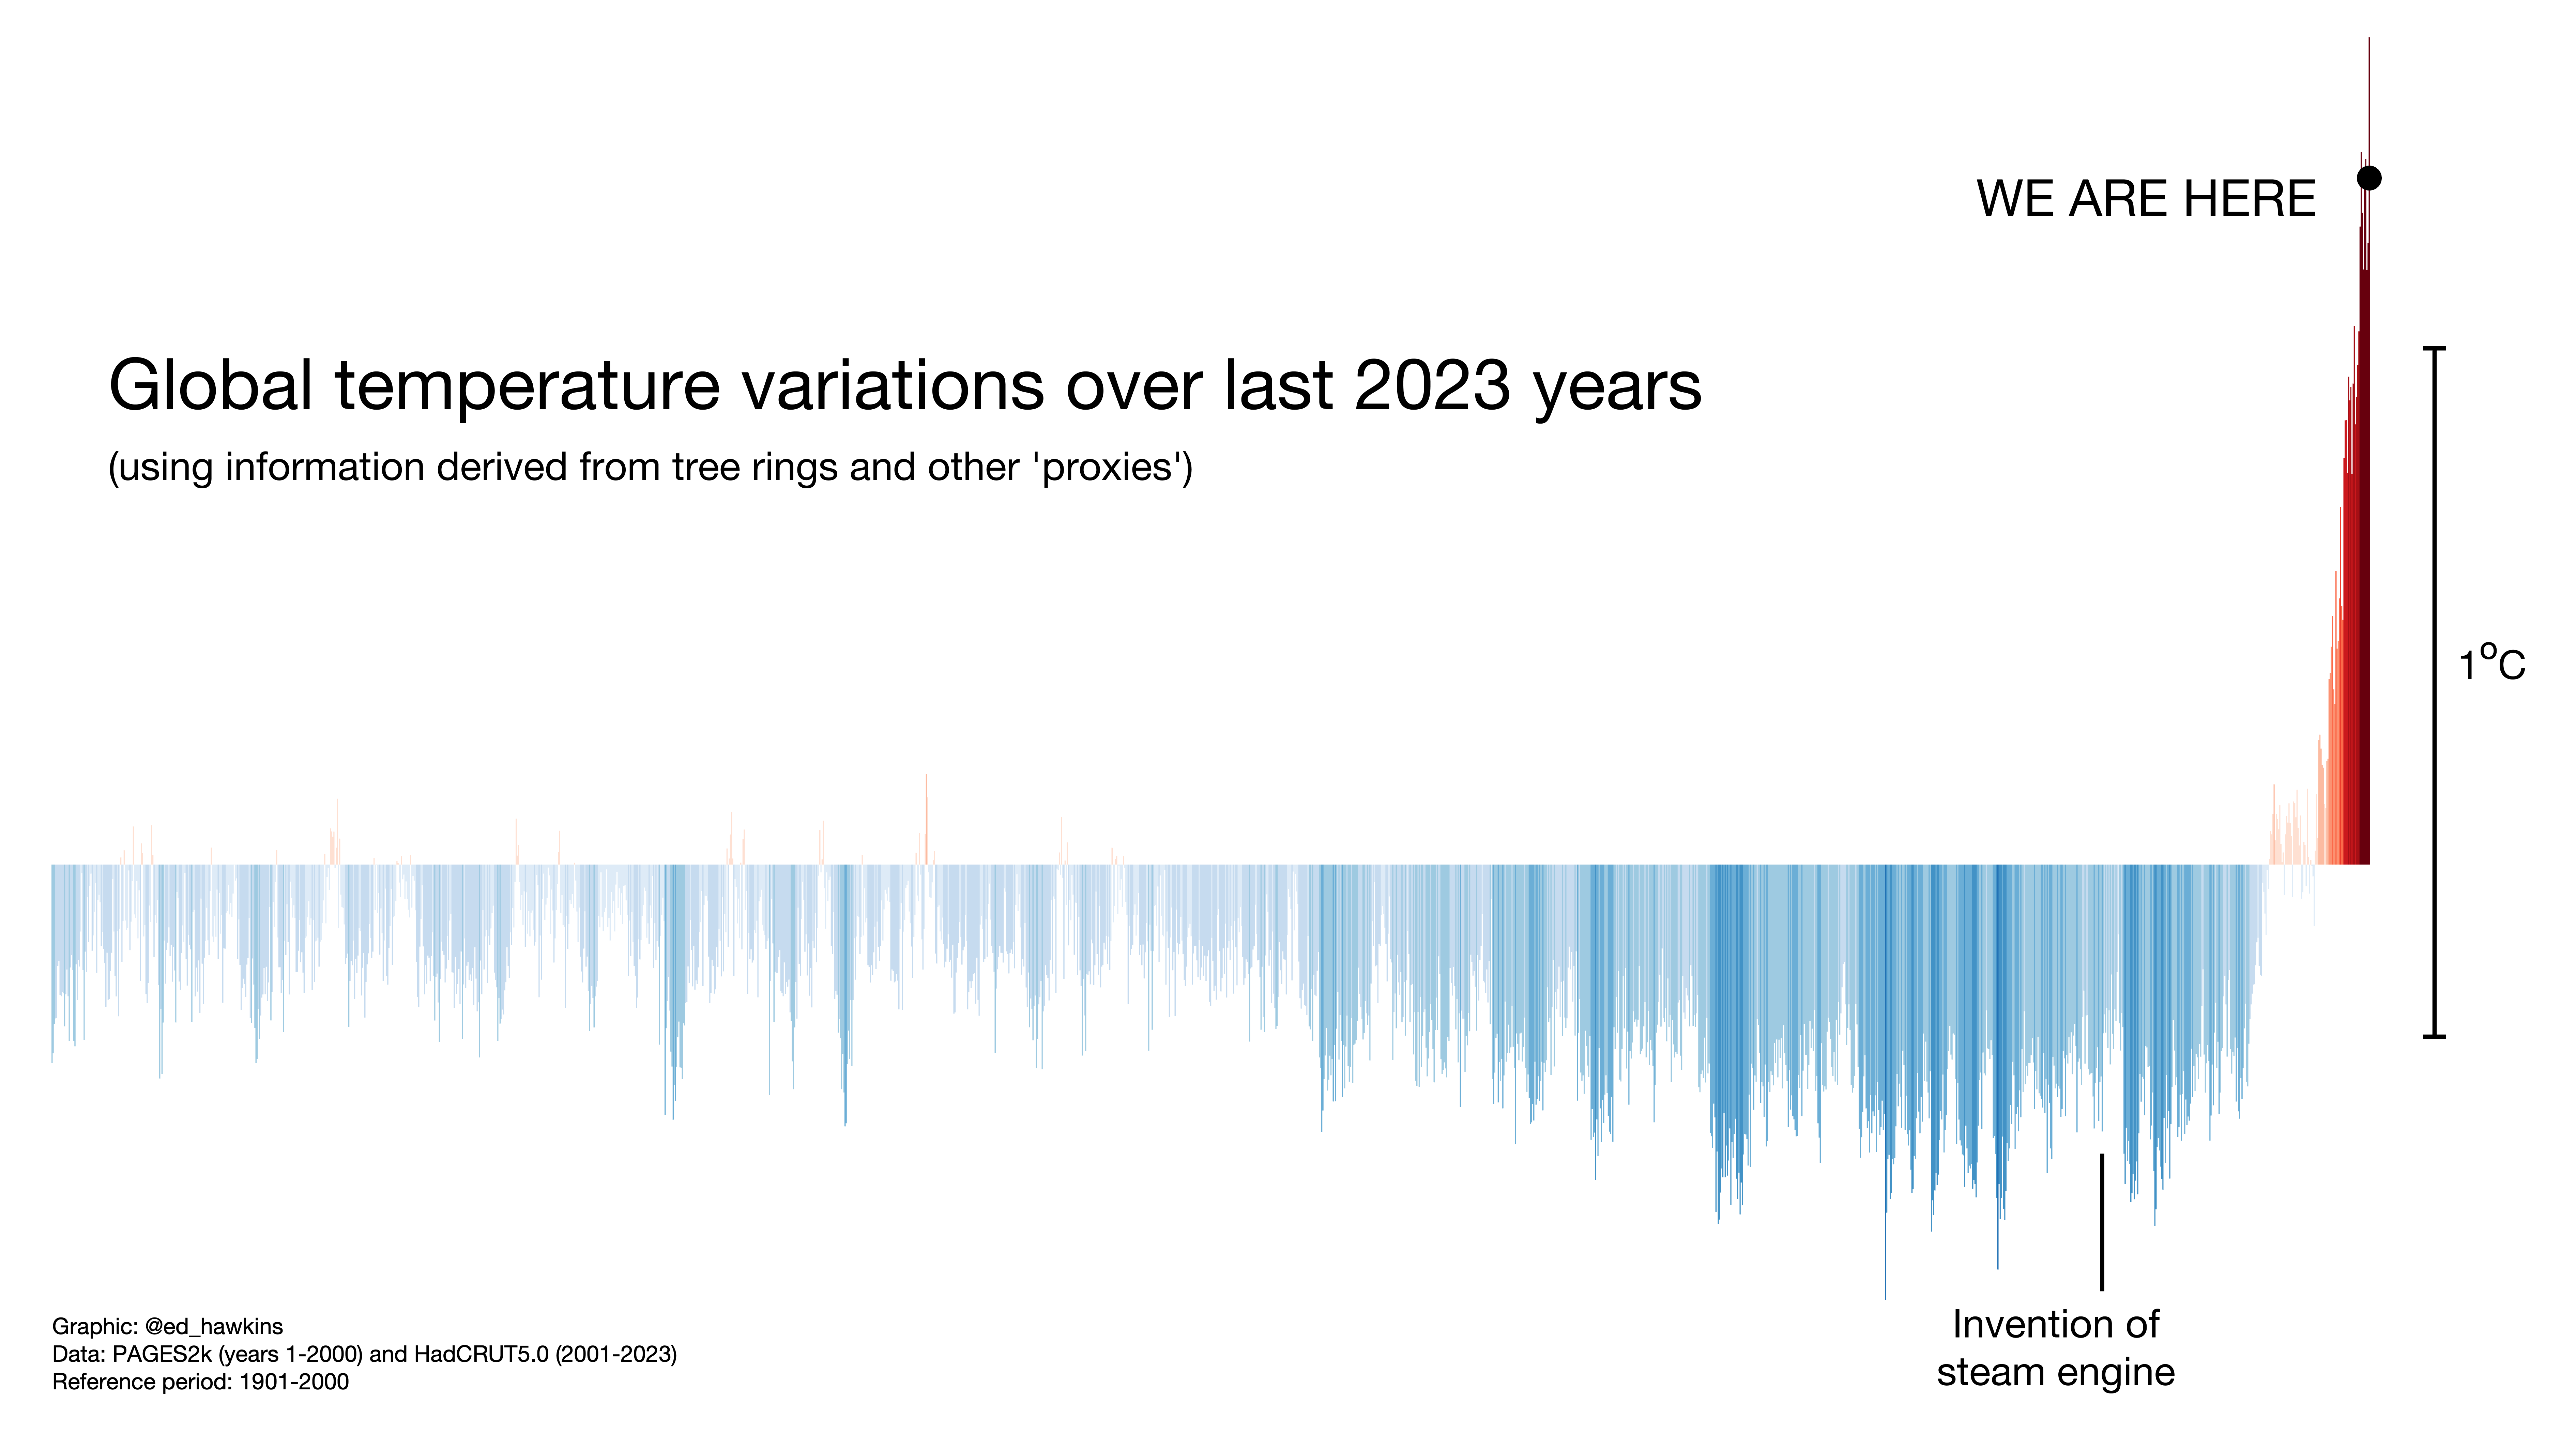 WE ARE HERE
Global temperature variations over last 2023 years
(using information derived from tree rings and other 'proxies')
1ºC
Invention of
steam engine
Graphic: @ed_hawkins
Data: PAGES2k (years 1-2000) and HadCRUT5.0 (2001-2023)
Reference period: 1901-2000